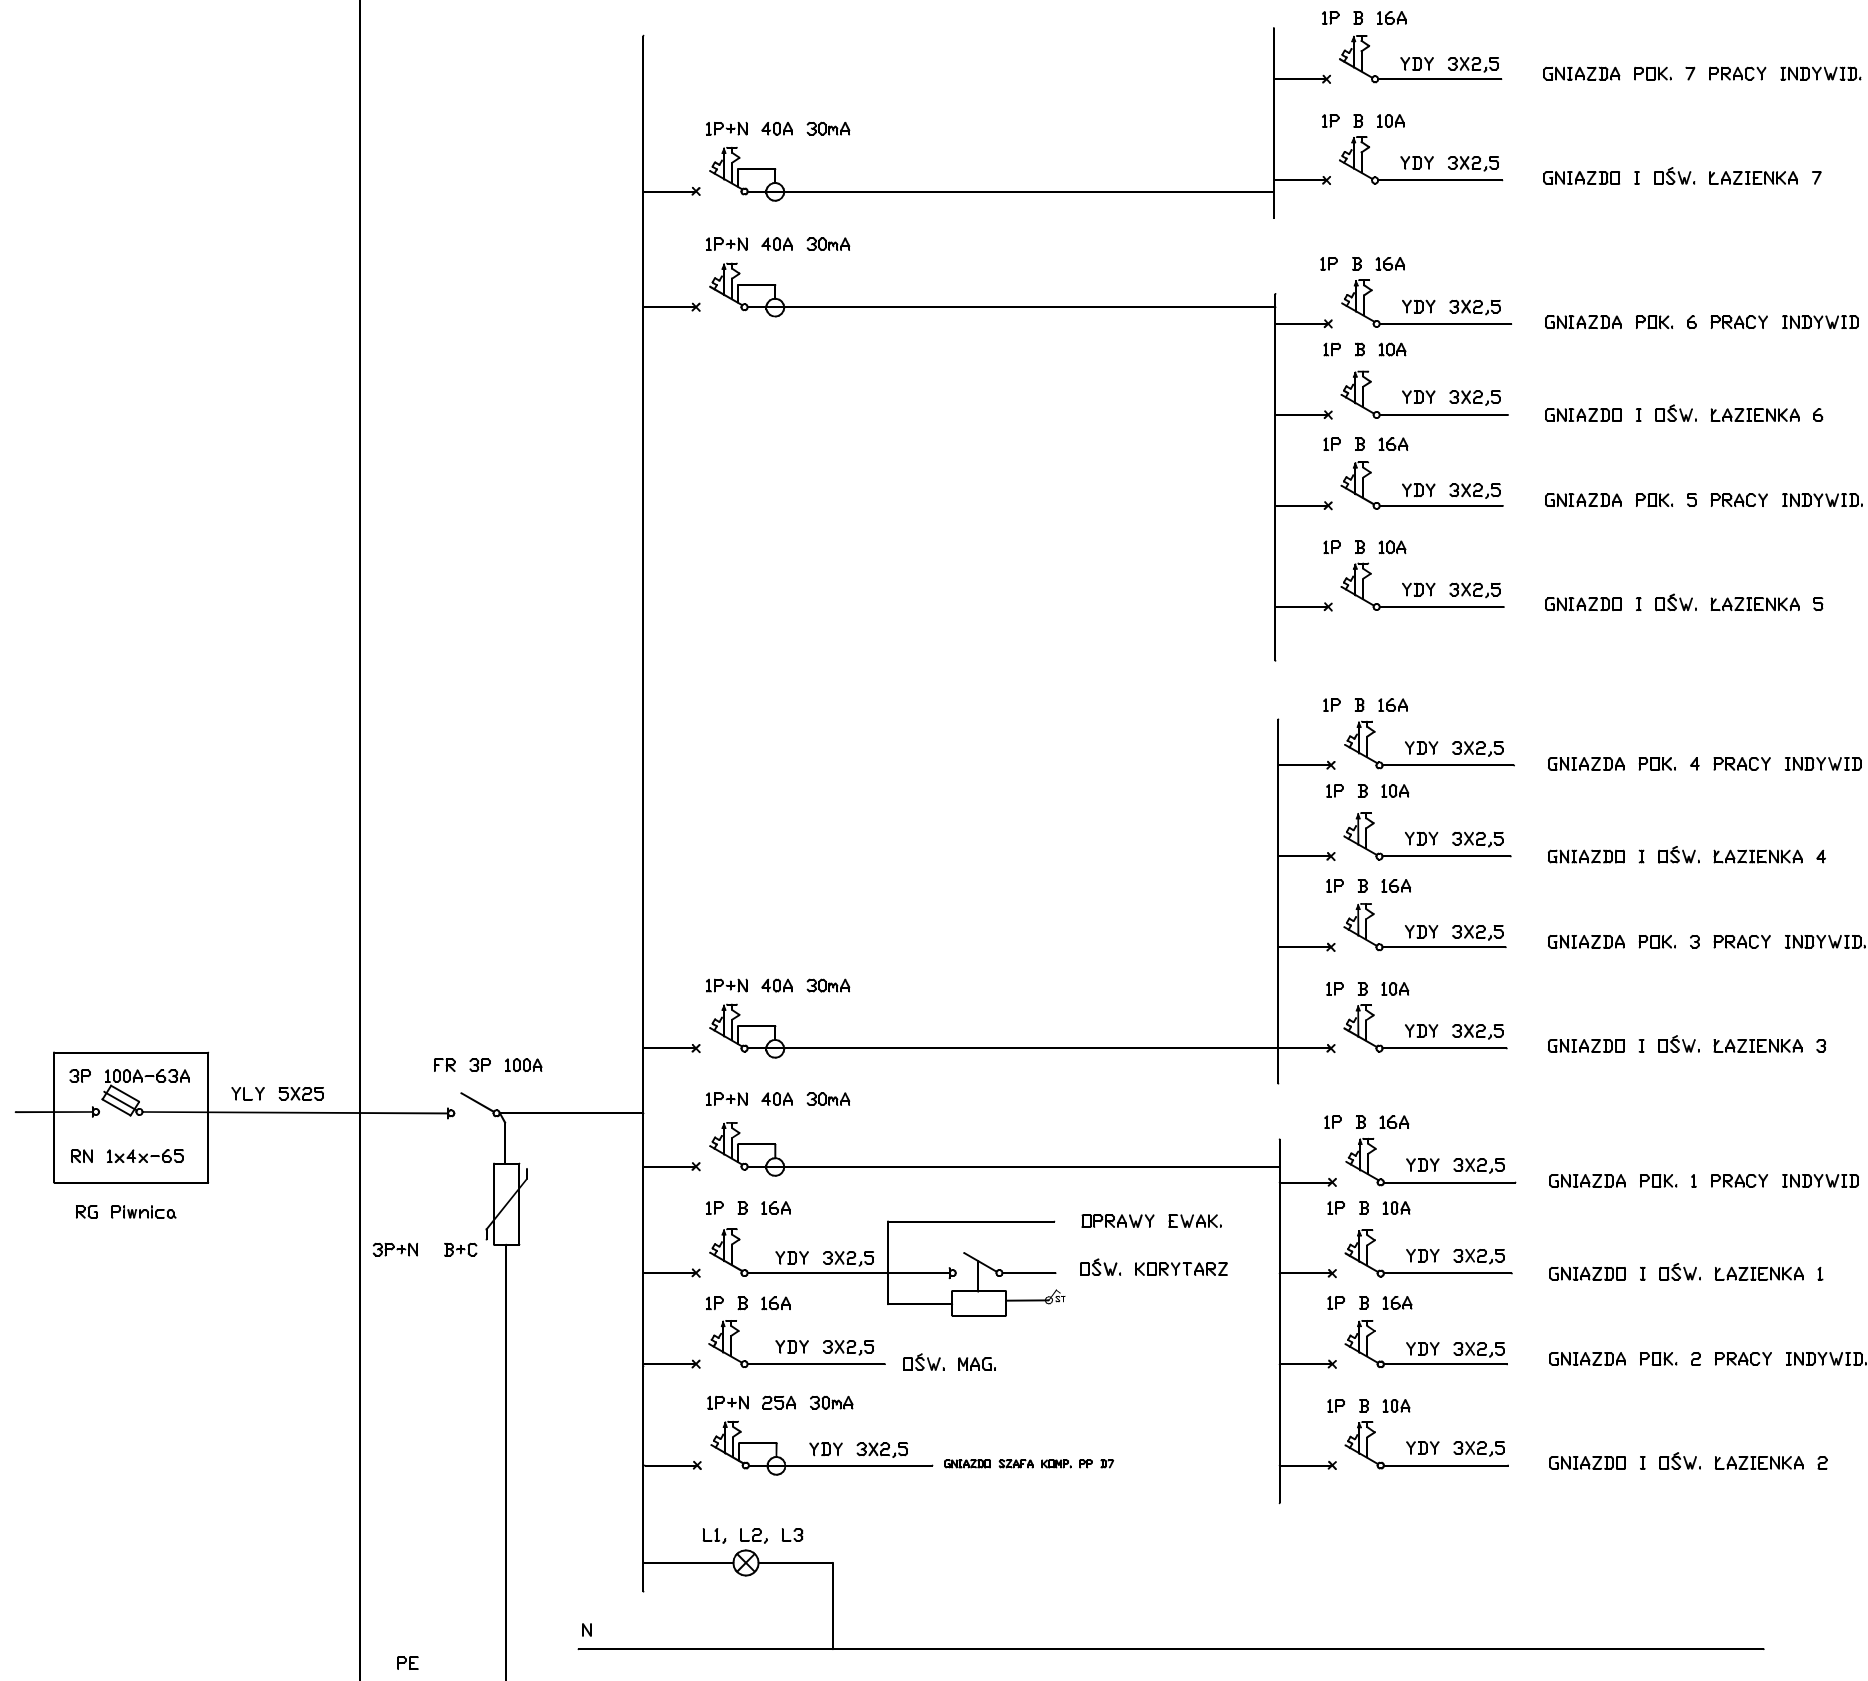 1P B 16A
YDY 3X2,5
GNIAZDA POK. 7 PRACY INDYWID.
1P B 10A
YDY 3X2,5
GNIAZDO I OŚW. ŁAZIENKA 7
1P+N 40A 30mA
1P+N 40A 30mA
1P B 16A
YDY 3X2,5
GNIAZDA POK. 6 PRACY INDYWID
1P B 10A
YDY 3X2,5
GNIAZDO I OŚW. ŁAZIENKA 6
1P B 16A
YDY 3X2,5
GNIAZDA POK. 5 PRACY INDYWID.
1P B 10A
YDY 3X2,5
GNIAZDO I OŚW. ŁAZIENKA 5
1P B 16A
YDY 3X2,5
GNIAZDA POK. 4 PRACY INDYWID
1P B 10A
YDY 3X2,5
GNIAZDO I OŚW. ŁAZIENKA 4
1P B 16A
YDY 3X2,5
GNIAZDA POK. 3 PRACY INDYWID.
1P+N 40A 30mA
1P B 10A
YDY 3X2,5
GNIAZDO I OŚW. ŁAZIENKA 3
3P 100A-63A
RN 1x4x-65
RG Piwnica
YLY 5X25
FR 3P 100A
3P+N B+C
1P+N 40A 30mA
1P B 16A
YDY 3X2,5
GNIAZDA POK. 1 PRACY INDYWID
1P B 16A
YDY 3X2,5
OPRAWY EWAK.
OŚW. KORYTARZ
ST
1P B 10A
YDY 3X2,5
GNIAZDO I OŚW. ŁAZIENKA 1
1P B 16A
YDY 3X2,5
OŚW. MAG.
1P B 16A
YDY 3X2,5
GNIAZDA POK. 2 PRACY INDYWID.
1P+N 25A 30mA
YDY 3X2,5
GNIAZDO SZAFA KOMP. PP D7
1P B 10A
YDY 3X2,5
GNIAZDO I OŚW. ŁAZIENKA 2
L1, L2, L3
N
PE